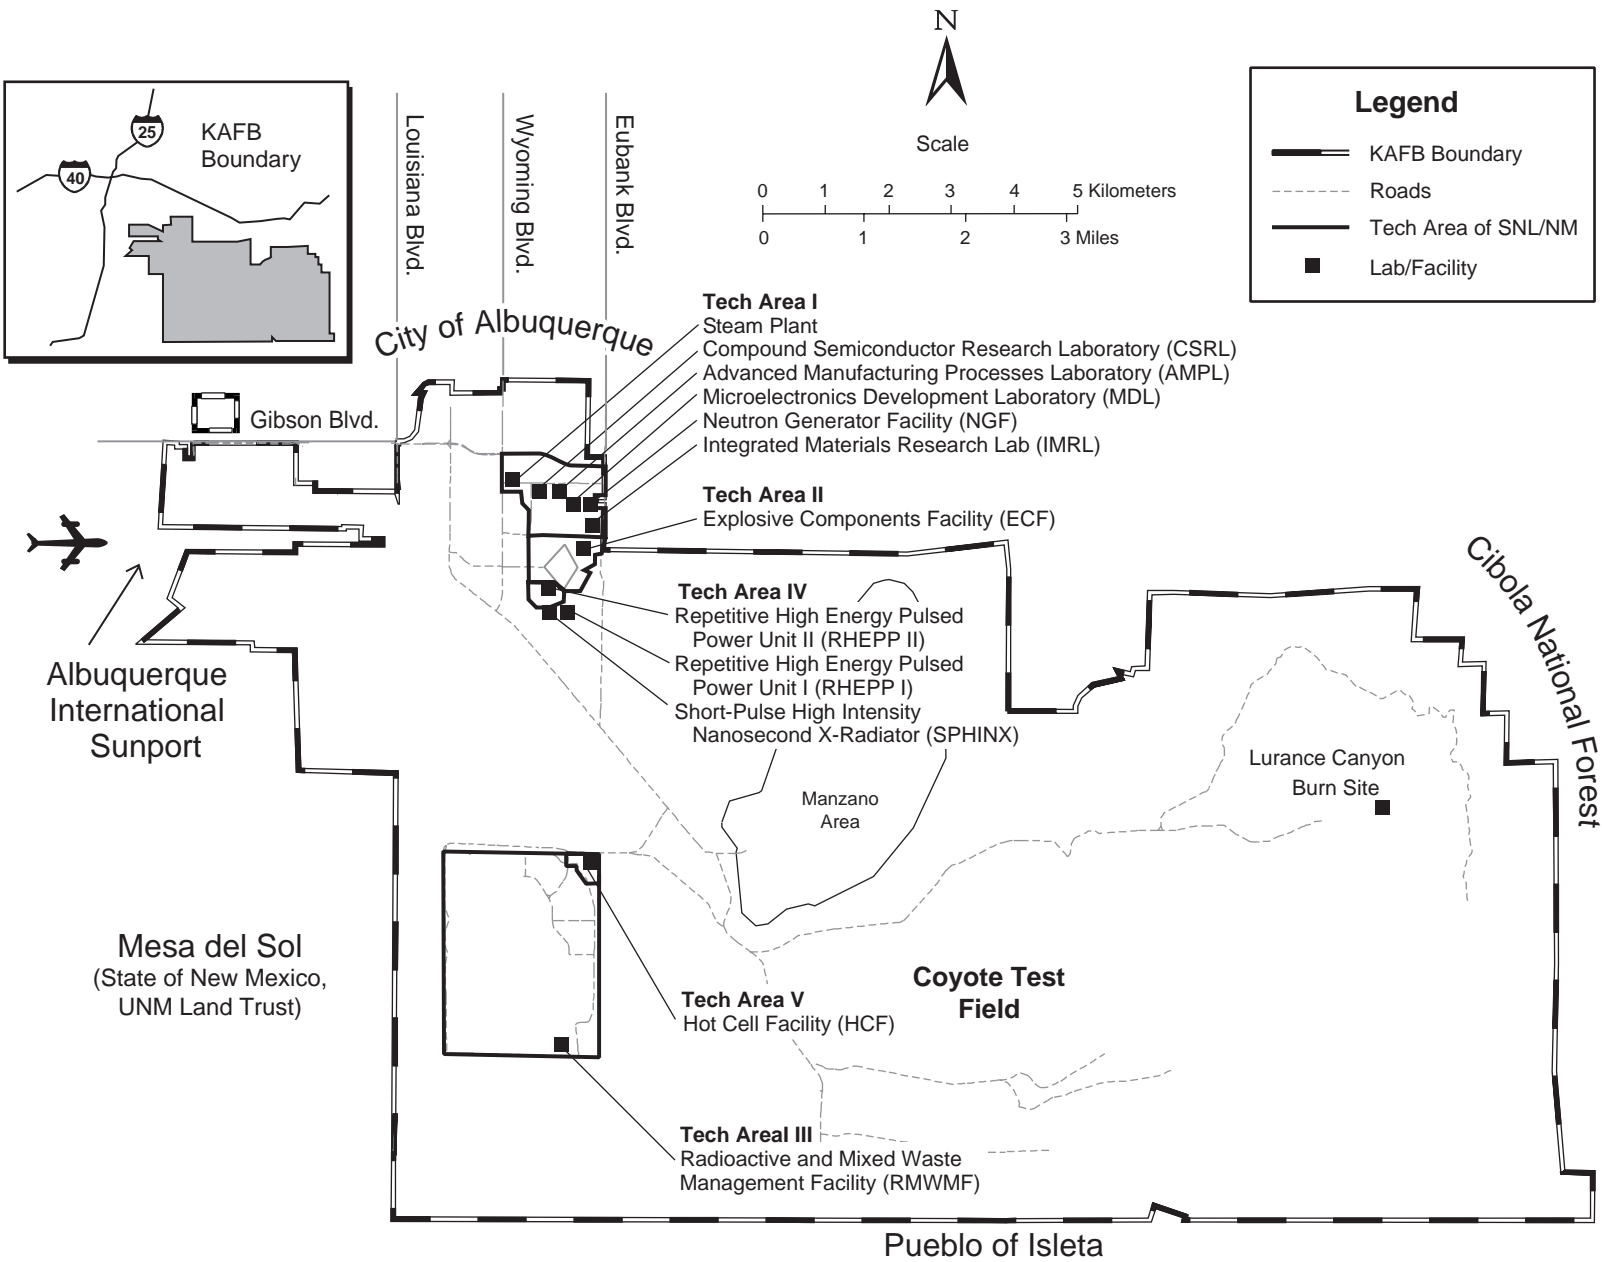 N
Scale
0 1 2 3 4 5 Kilometers
0 1 2 3 Miles
25
40
KAFB
Boundary
Legend
KAFB Boundary
Roads
Tech Area of SNL/NM
Lab/Facility
Louisiana Blvd.
Wyoming Blvd.
Eubank Blvd.
City of Albuquerque
Gibson Blvd.
Tech Area I
Steam Plant
Compound Semiconductor Research Laboratory (CSRL)
Advanced Manufacturing Processes Laboratory (AMPL)
Microelectronics Development Laboratory (MDL)
Neutron Generator Facility (NGF)
Integrated Materials Research Lab (IMRL)
Tech Area II
Explosive Components Facility (ECF)
Tech Area IV
Repetitive High Energy Pulsed
Power Unit II (RHEPP II)
Repetitive High Energy Pulsed
Power Unit I (RHEPP I)
Short-Pulse High Intensity
Nanosecond X-Radiator (SPHINX)
Albuquerque
International
Sunport
Cibola National Forest
Lurance Canyon
Burn Site
Manzano
Area
Mesa del Sol
(State of New Mexico,
UNM Land Trust)
Coyote Test
Field
Tech Area V
Hot Cell Facility (HCF)
Tech AreaI III
Radioactive and Mixed Waste
Management Facility (RMWMF)
Pueblo of Isleta